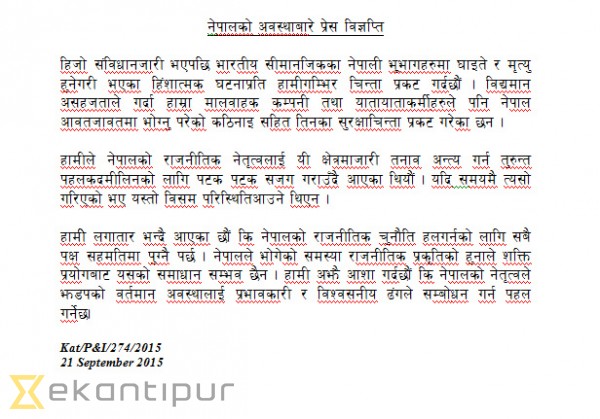 नेपालको अवस्थाबारे प्रेस विज्ञप्ति
हिजो संविधानजारी भएपछि भारतीय सीमानजिकका नेपाली भुभागहरुमा घाइते र मृत्यु
हुनेगरी भएका हिंशात्मक घटनाप्रति हामीगम्भिर चिन्ता प्रकट गर्दछौं । विद्यमान
असहजताले गर्दा हाम्रा मालवाहक कम्पनी तथा यातायातकर्मीहरुले पनि नेपाल
आवतजावतमा भोग्नु परेको कठिनाइ सहित तिनका सुरक्षाचिन्ता प्रकट गरेका छन ।
हामीले नेपालको राजनीतिक नेतृत्वलाई यी क्षेत्रमाजारी तनाव अन्त्य गर्न तुरुन्त
पहलकदमीलिनको लागि पटक पटक सजग गराउँदै आएका थियौं । यदि समयमै त्यसो
गरिएको भए यस्तो विसम परिस्थितिआउने थिएन ।
हामी लगातार भन्दै आएका छौं कि नेपालको राजनीतिक चुनौति हलगर्नको लागि सबै
पक्ष सहमतिमा पुग्नै पर्छ । नेपालले भोगेको समस्या राजनीतिक प्रकृतिको हुनाले शक्ति
प्रयोगबाट यसको समाधान सम्भव छैन । हामी अझै आशा गर्दछौं कि नेपालको नेतृत्वले
झडपको वर्तमान अवस्थालाई प्रभावकारी र विश्वसनीय ढंगले सम्बोधन गर्न पहल
गर्नेछ।
Kat/P&I/274/2015
21 September 2015
ekantipur